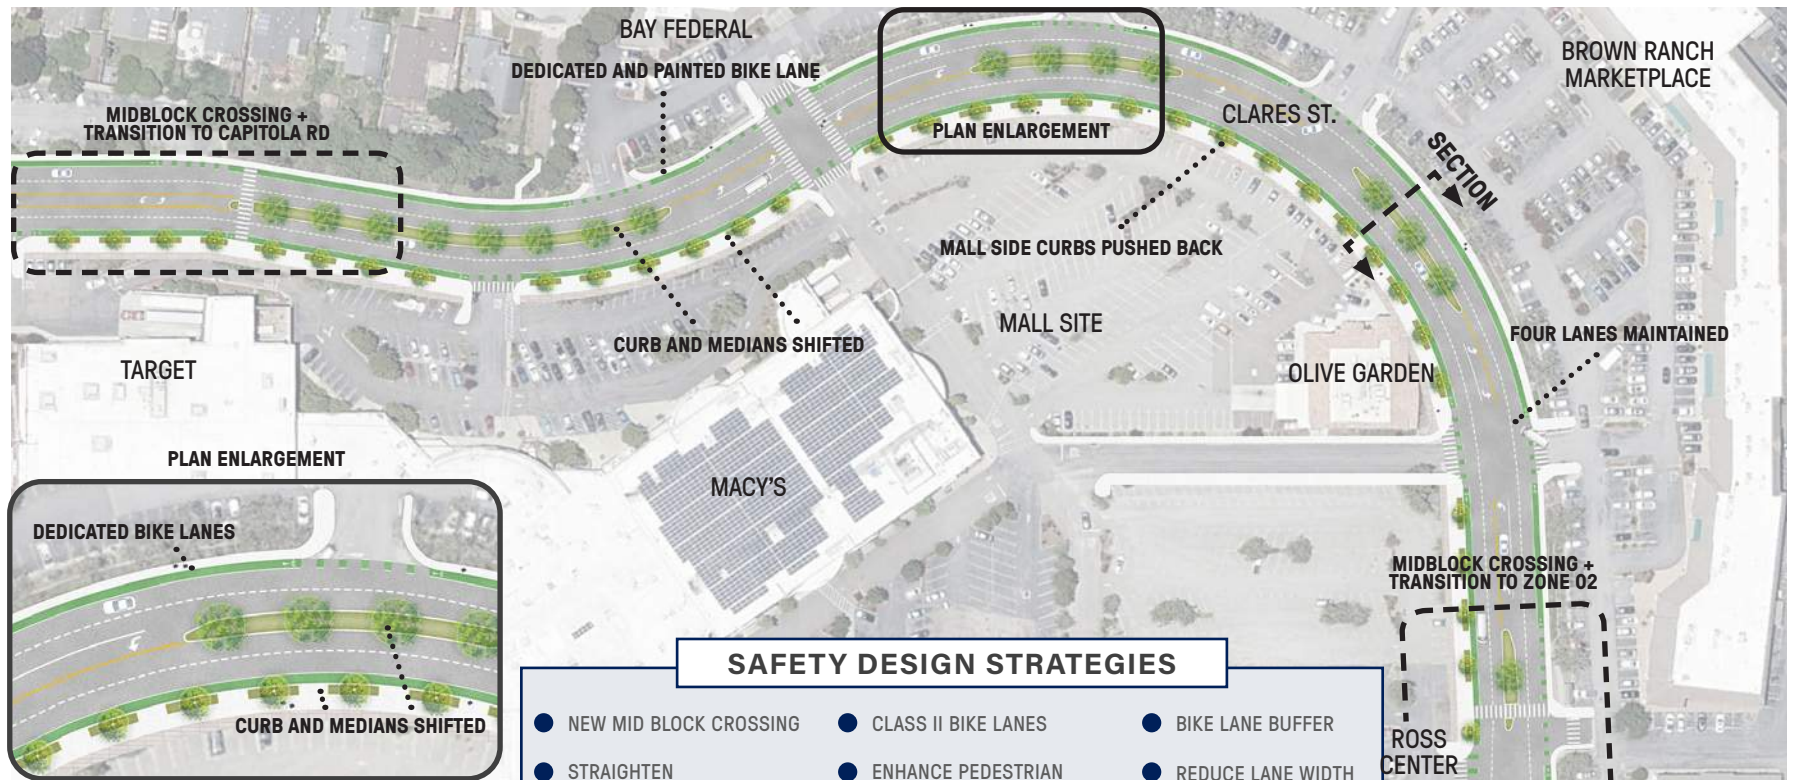 BAY FEDERAL
DEDICATED AND PAINTED BIKE LANE
BROWN RANCH
MARKETPLACE
MIDBLOCK CROSSING +
TRANSITION TO CAPITOLA RD
PLAN ENLARGEMENT
CLARES ST.
SECTION
MALL SIDE CURBS PUSHED BACK
MALL SITE
CURB AND MEDIANS SHIFTED
FOUR LANES MAINTAINED
TARGET
OLIVE GARDEN
PLAN ENLARGEMENT
MACY'S
DEDICATED BIKE LANES
CURB AND MEDIANS SHIFTED
MIDBLOCK CROSSING +
TRANSITION TO ZONE 02
ROSS
CENTER
SAFETY DESIGN STRATEGIES
NEW MID BLOCK CROSSING
CLASS II BIKE LANES
BIKE LANE BUFFER
STRAIGHTEN
ENHANCE PEDESTRIAN
REDUCE LANE WIDTH